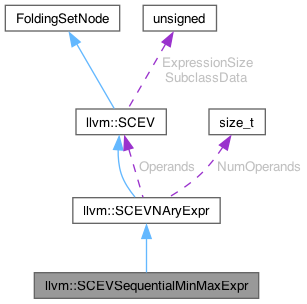 FoldingSetNode
unsigned
ExpressionSize
SubclassData
llvm::SCEV
size_t
Operands
NumOperands
llvm::SCEVNAryExpr
llvm::SCEVSequentialMinMaxExpr